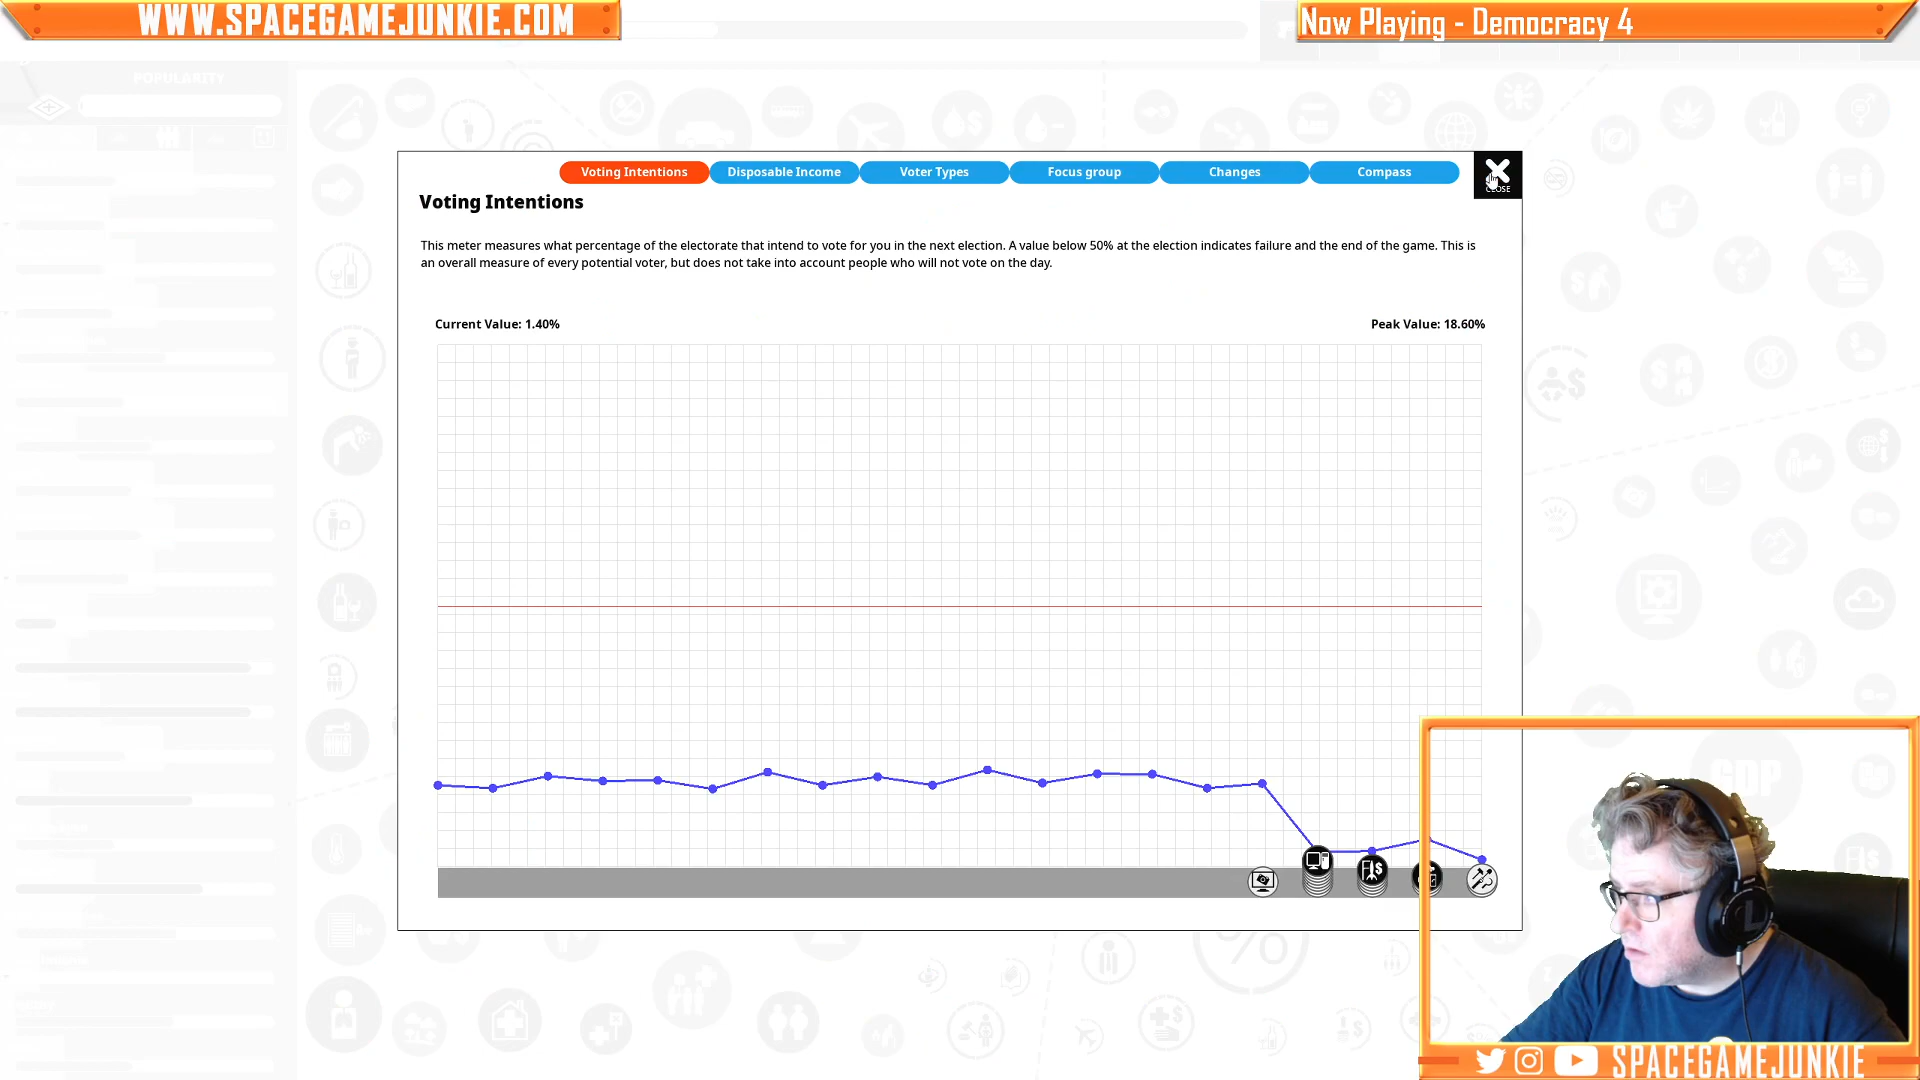 WWW.SPACEGAMEJUNKIE.COM
Now Playing - Democracy 4
POPULARITY
Voting Intentions
Disposable Income
Voter Types
Focus group
Changes
Compass
CLOSE
Voting Intentions
This meter measures what percentage of the electorate that intend to vote for you in the next election. A value below 50% at the election indicates failure and the end of the game. This is
an overall measure of every potential voter, but does not take into account people who will not vote on the day.
Current Value: 1.40%
Peak Value: 18.60%
GDP
SPACEGAMEJUNKIE